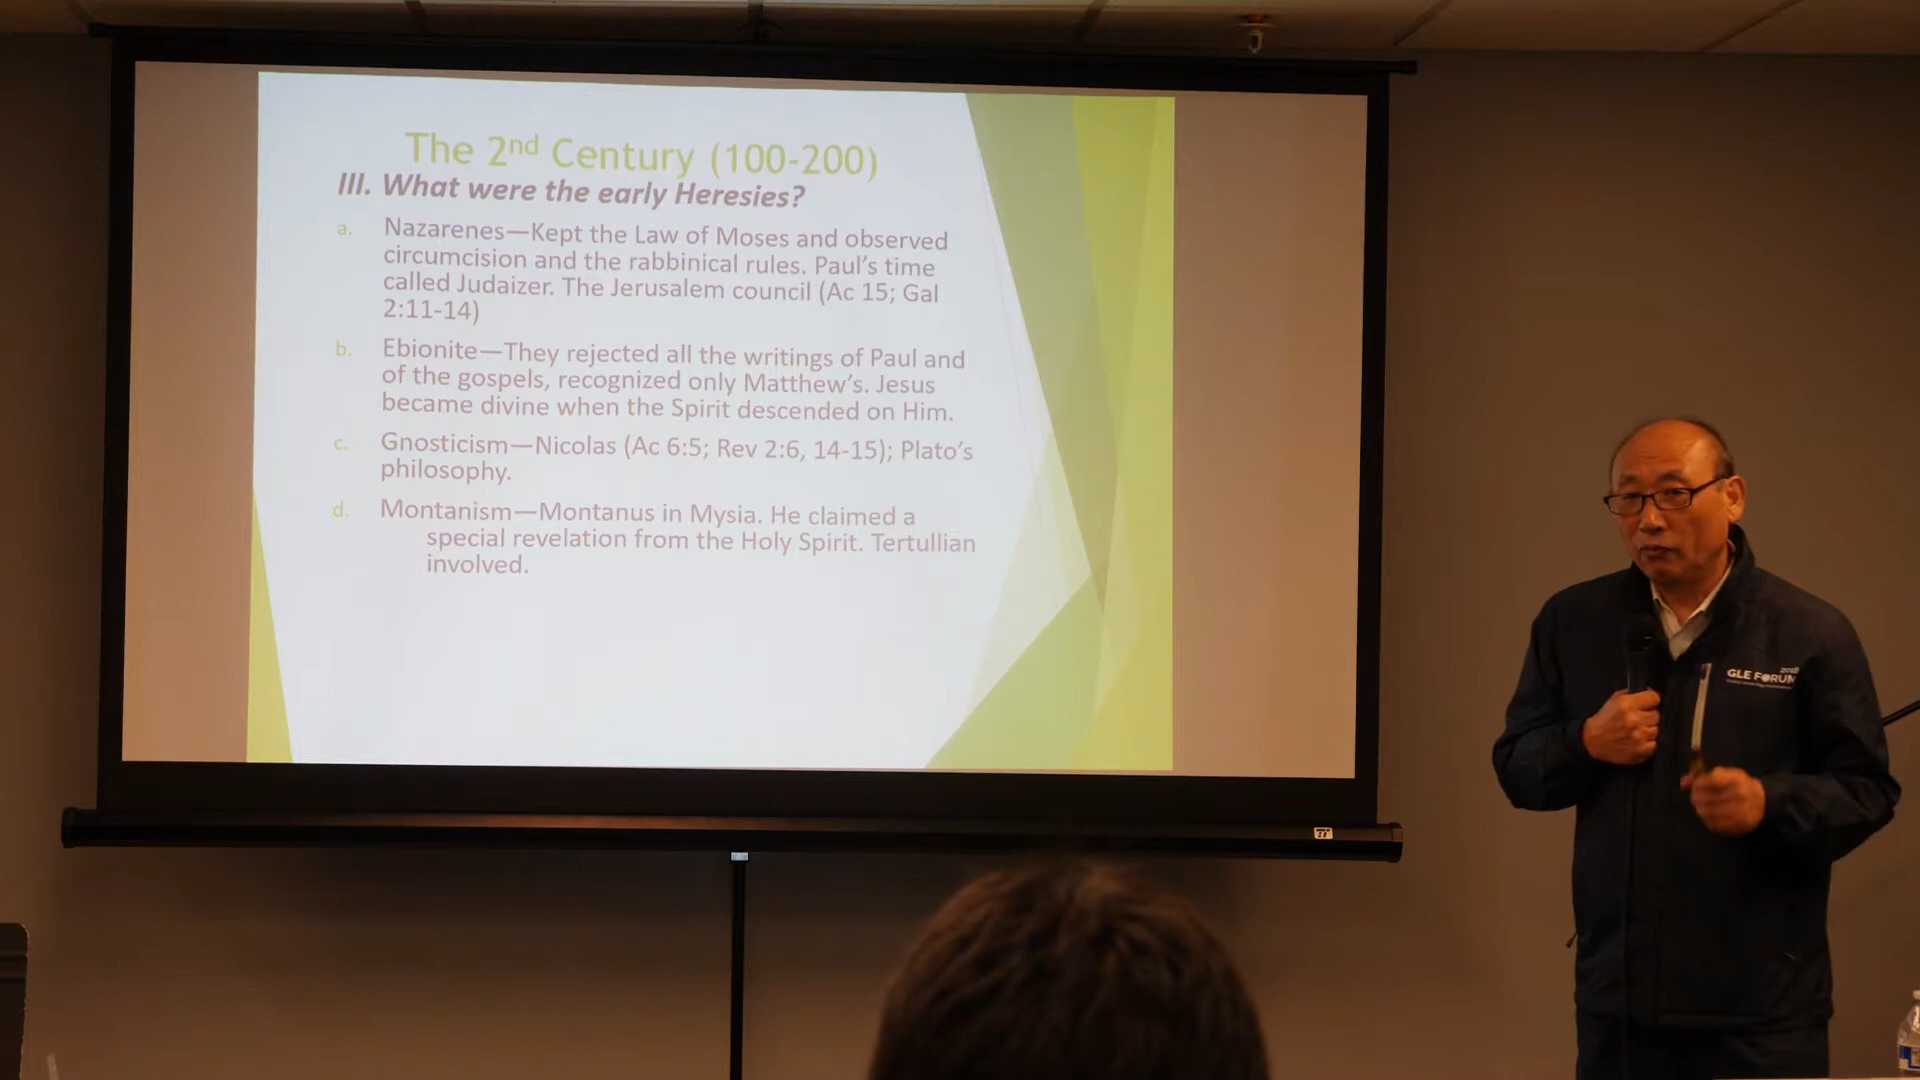 The 2nd Century (100-200)
III. What were the early Heresies?
a. Nazarenes—Kept the Law of Moses and observed
circumcision and the rabbinical rules. Paul's time
called Judaizer. The Jerusalem council (Ac 15; Gal
2:11-14)
b. Ebionite—They rejected all the writings of Paul and
of the gospels, recognized only Matthew's. Jesus
became divine when the Spirit descended on Him.
c. Gnosticism—Nicolas (Ac 6:5; Rev 2:6, 14-15); Plato's
philosophy.
d. Montanism—Montanus in Mysia. He claimed a
special revelation from the Holy Spirit. Tertullian
involved.
GLE FORUM